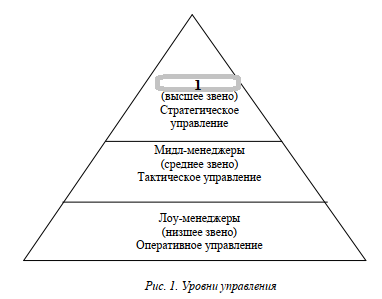 1
(высшее звено)
Стратегическое
управление
Мидл-менеджеры
(среднее звено)
Тактическое управление
Лоу-менеджеры
(низшее звено)
Оперативное управление
Рис. 1. Уровни управления